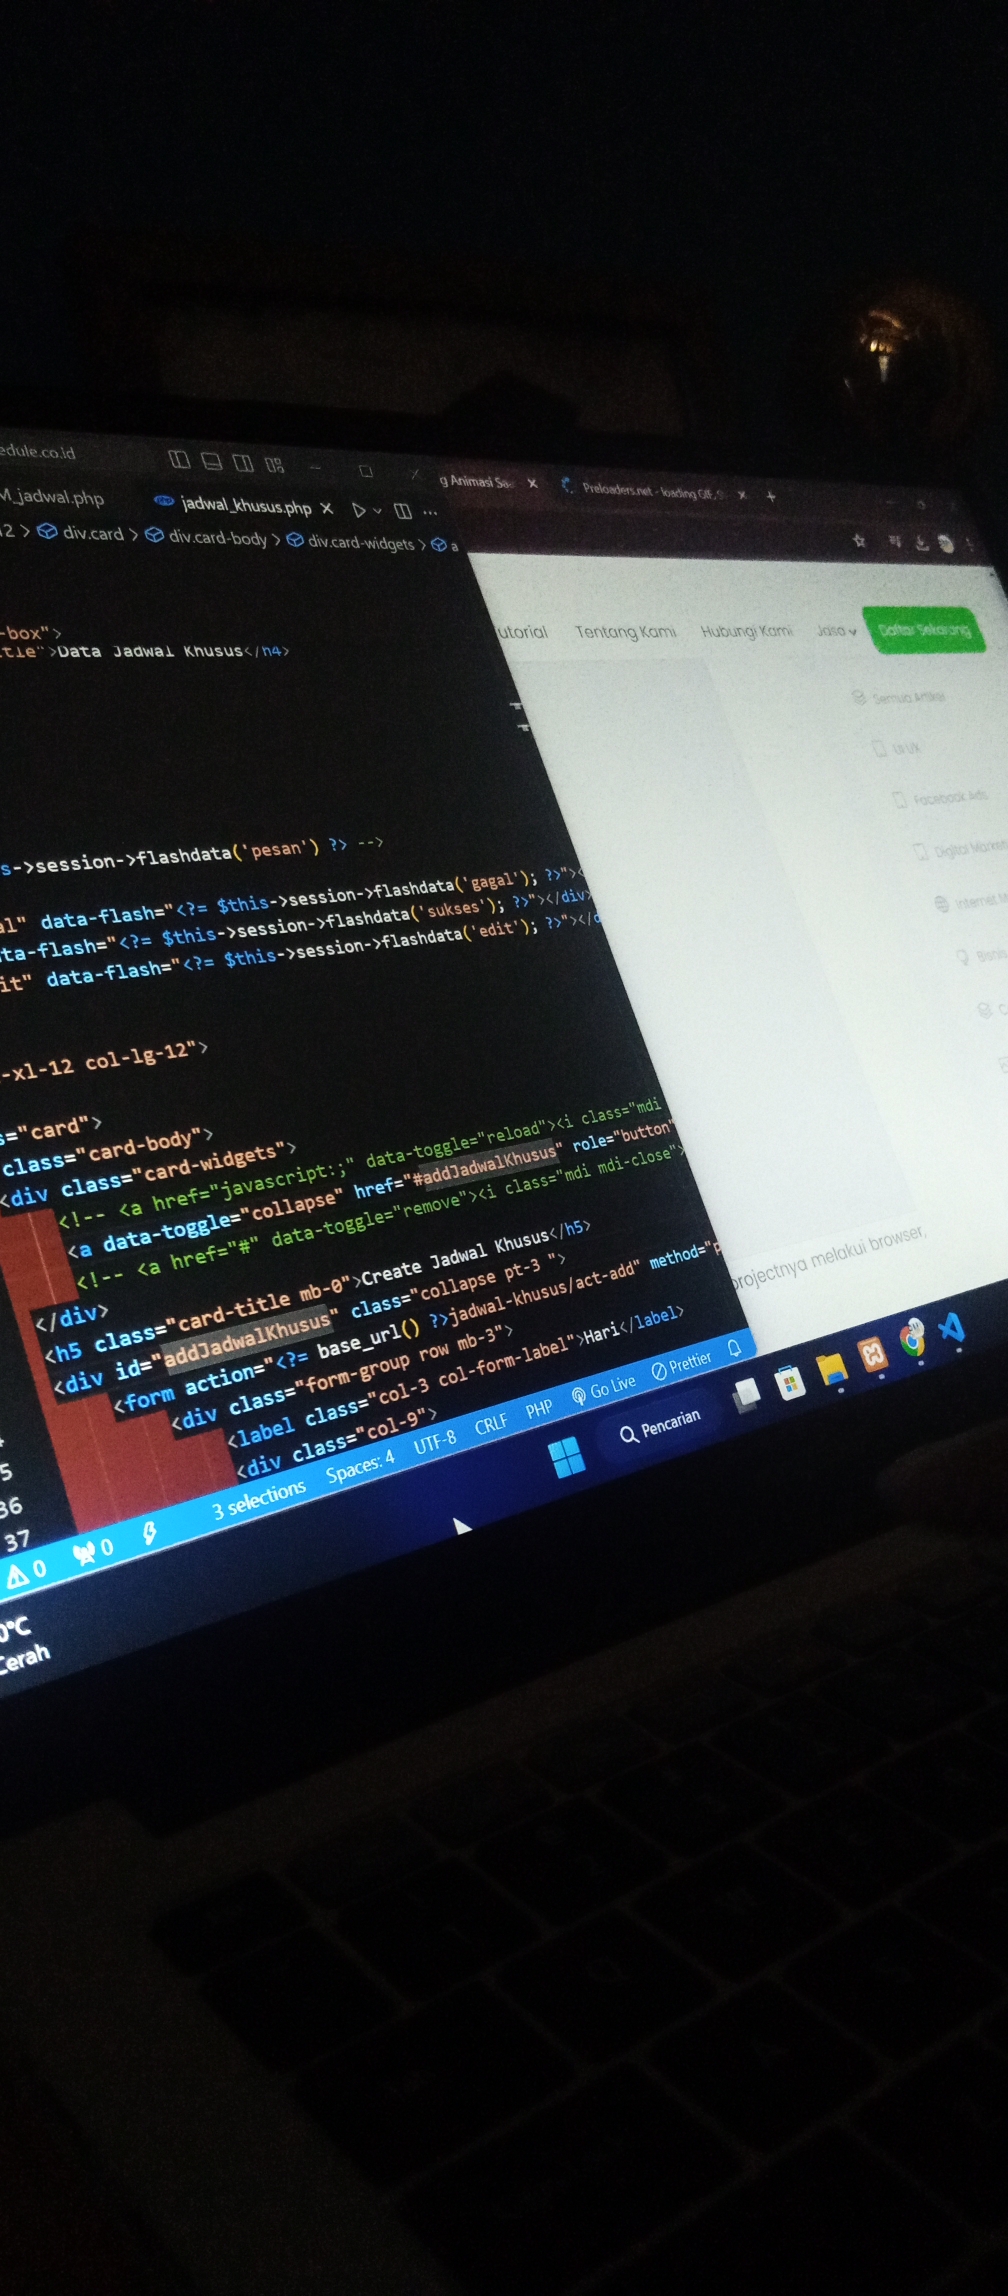 edule.co.id
M_jadwal.php
jadwal_khusus.php
g Animasi Sa
Preloaders.net - loading GIF, S
12 > div.card > div.card-body > div.card-widgets > a
-box">
title">Data Jadwal Khusus</h4>
s->session->flashdata('pesan') ?> -->
al" data-flash="<?= $this->session->flashdata('gagal'); ?>"><
ta-flash="<?= $this->session->flashdata('sukses'); ?>"></div>
it" data-flash="<?= $this->session->flashdata('edit'); ?>"></d
-xl-12 col-lg-12">
s="card">
class="card-body">
<div class="card-widgets">
<!-- <a href="javascript:;" data-toggle="reload"><i class="mdi
<a data-toggle="collapse" href="#addJadwalKhusus" role="button"
<!-- <a href="#" data-toggle="remove"><i class="mdi mdi-close">
</div>
<h5 class="card-title mb-0">Create Jadwal Khusus</h5>
<div id="addJadwalKhusus" class="collapse pt-3 ">
<form action="<?= base_url() ?>jadwal-khusus/act-add" method="p
<div class="form-group row mb-3">
<label class="col-3 col-form-label">Hari</label>
<div class="col-9">
5
36
37
0 0 3 selections Spaces: 4 UTF-8 CRLF PHP Go Live Prettier
utorial Tentang Kami Hubungi Kami Jasa Daftar Sekarang
Semua Artikel
UI UX
Facebook Ads
Digital Market
Internet M
Bisnis
projectnya melakui browser,
0°C
Cerah
Pencarian